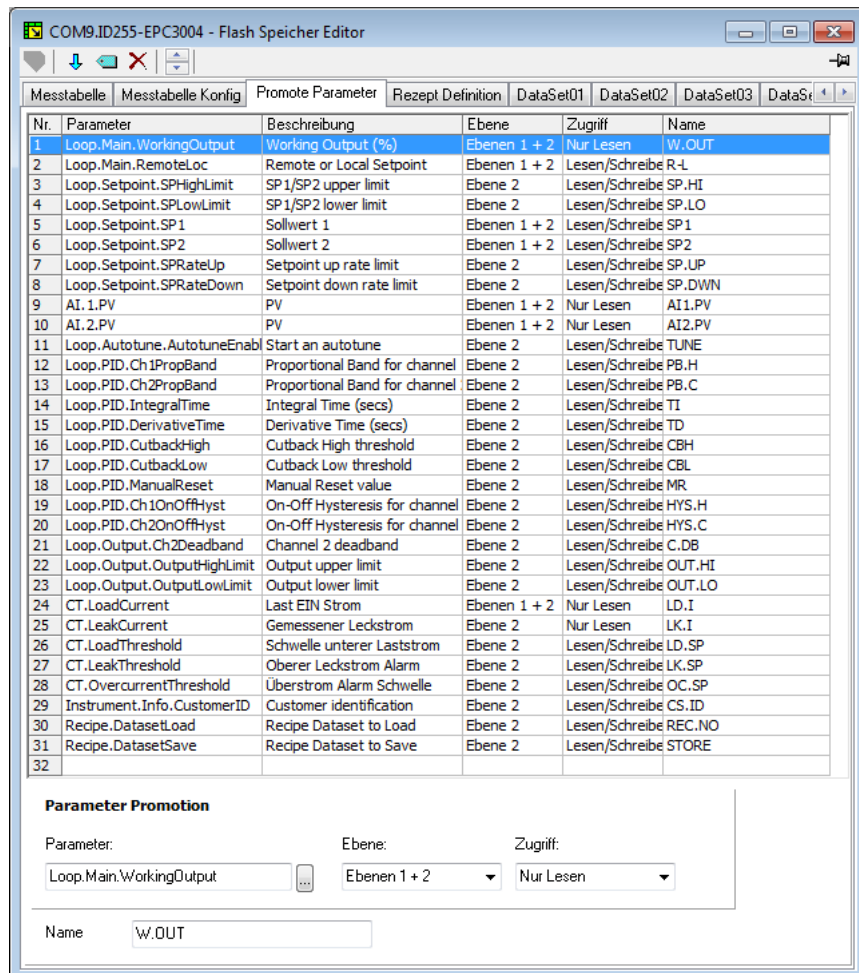 COM9.ID255-EPC3004 - Flash Speicher Editor
Messtabelle Messtabelle Konfig Promote Parameter Rezept Definition DataSet01 DataSet02 DataSet03 DataSe
Nr. Parameter Beschreibung Ebene Zugriff Name
1 Loop.Main.WorkingOutput Working Output (%) Ebenen 1 + 2 Nur Lesen W.OUT
2 Loop.Main.RemoteLoc Remote or Local Setpoint Ebenen 1 + 2 Lesen/Schreibe R-L
3 Loop.Setpoint.SPHighLimit SP1/SP2 upper limit Ebene 2 Lesen/Schreibe SP.HI
4 Loop.Setpoint.SPLowLimit SP1/SP2 lower limit Ebene 2 Lesen/Schreibe SP.LO
5 Loop.Setpoint.SP1 Sollwert 1 Ebenen 1 + 2 Lesen/Schreibe SP1
6 Loop.Setpoint.SP2 Sollwert 2 Ebenen 1 + 2 Lesen/Schreibe SP2
7 Loop.Setpoint.SPRateUp Setpoint up rate limit Ebene 2 Lesen/Schreibe SP.UP
8 Loop.Setpoint.SPRateDown Setpoint down rate limit Ebene 2 Lesen/Schreibe SP.DWN
9 AI.1.PV PV Ebenen 1 + 2 Nur Lesen AI1.PV
10 AI.2.PV PV Ebenen 1 + 2 Nur Lesen AI2.PV
11 Loop.Autotune.AutotuneEnabl Start an autotune Ebene 2 Lesen/Schreibe TUNE
12 Loop.PID.Ch1PropBand Proportional Band for channel Ebene 2 Lesen/Schreibe PB.H
13 Loop.PID.Ch2PropBand Proportional Band for channel Ebene 2 Lesen/Schreibe PB.C
14 Loop.PID.IntegralTime Integral Time (secs) Ebene 2 Lesen/Schreibe TI
15 Loop.PID.DerivativeTime Derivative Time (secs) Ebene 2 Lesen/Schreibe TD
16 Loop.PID.CutbackHigh Cutback High threshold Ebene 2 Lesen/Schreibe CBH
17 Loop.PID.CutbackLow Cutback Low threshold Ebene 2 Lesen/Schreibe CBL
18 Loop.PID.ManualReset Manual Reset value Ebene 2 Lesen/Schreibe MR
19 Loop.PID.Ch1OnOffHyst On-Off Hysteresis for channel Ebene 2 Lesen/Schreibe HYS.H
20 Loop.PID.Ch2OnOffHyst On-Off Hysteresis for channel Ebene 2 Lesen/Schreibe HYS.C
21 Loop.Output.Ch2Deadband Channel 2 deadband Ebene 2 Lesen/Schreibe C.DB
22 Loop.Output.OutputHighLimit Output upper limit Ebene 2 Lesen/Schreibe OUT.HI
23 Loop.Output.OutputLowLimit Output lower limit Ebene 2 Lesen/Schreibe OUT.LO
24 CT.LoadCurrent Last EIN Strom Ebenen 1 + 2 Nur Lesen LD.I
25 CT.LeakCurrent Gemessener Leckstrom Ebene 2 Nur Lesen LK.I
26 CT.LoadThreshold Schwelle unterer Laststrom Ebene 2 Lesen/Schreibe LD.SP
27 CT.LeakThreshold Oberer Leckstrom Alarm Ebene 2 Lesen/Schreibe LK.SP
28 CT.OvercurrentThreshold Überstrom Alarm Schwelle Ebene 2 Lesen/Schreibe OC.SP
29 Instrument.Info.CustomerID Customer identification Ebene 2 Lesen/Schreibe CS.ID
30 Recipe.DatasetLoad Recipe Dataset to Load Ebene 2 Lesen/Schreibe REC.NO
31 Recipe.DatasetSave Recipe Dataset to Save Ebene 2 Lesen/Schreibe STORE
32
Parameter Promotion
Parameter: Ebene: Zugriff:
Loop.Main.WorkingOutput ... Ebenen 1 + 2 Nur Lesen
Name W.OUT